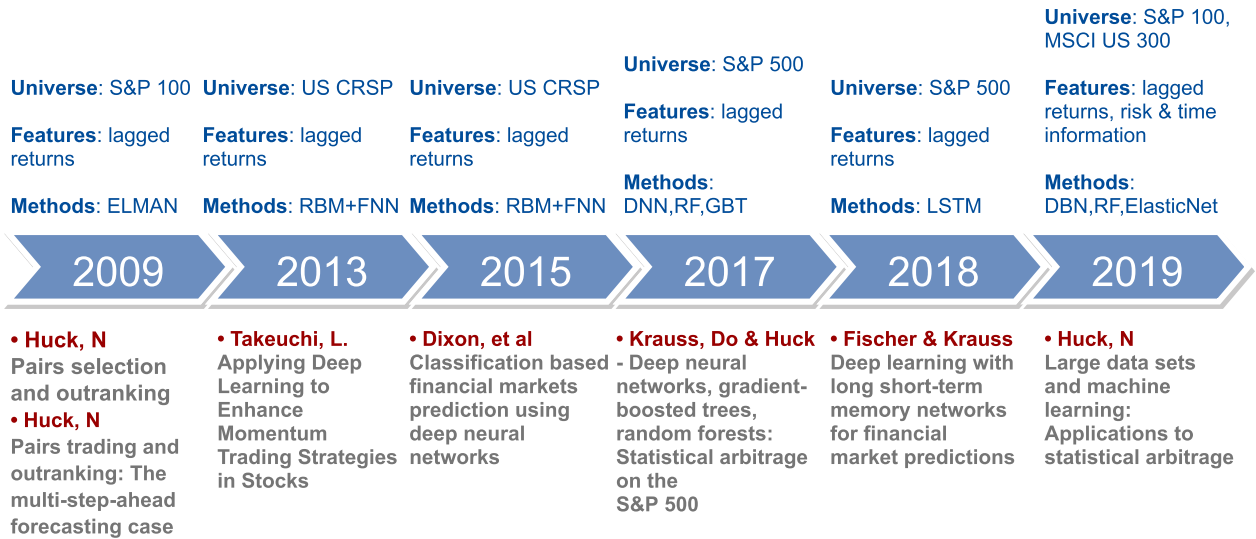 Universe: S&P 100
Features: lagged
returns
Methods: ELMAN
Universe: US CRSP
Features: lagged
returns
Methods: RBM+FNN
Universe: US CRSP
Features: lagged
returns
Methods: RBM+FNN
Universe: S&P 500
Features: lagged
returns
Methods:
DNN,RF,GBT
Universe: S&P 500
Features: lagged
returns
Methods: LSTM
Universe: S&P 100,
MSCI US 300
Features: lagged
returns, risk & time
information
Methods:
DBN,RF,ElasticNet
2009
2013
2015
2017
2018
2019
• Huck, N
Pairs selection
and outranking
• Huck, N
Pairs trading and
outranking: The
multi-step-ahead
forecasting case
• Takeuchi, L.
Applying Deep
Learning to
Enhance
Momentum
Trading Strategies
in Stocks
• Dixon, et al
Classification based
financial markets
prediction using
deep neural
networks
• Krauss, Do & Huck
- Deep neural
networks, gradient-
boosted trees,
random forests:
Statistical arbitrage
on the
S&P 500
• Fischer & Krauss
Deep learning with
long short-term
memory networks
for financial
market predictions
• Huck, N
Large data sets
and machine
learning:
Applications to
statistical arbitrage